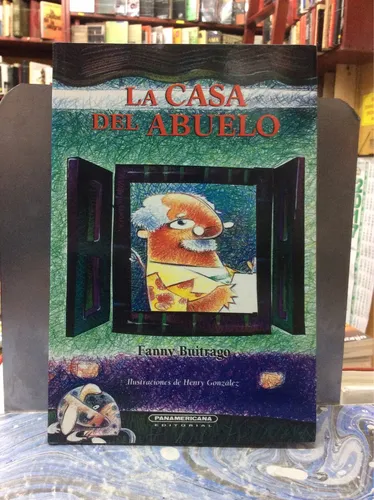 LA CASA
DEL ABUELO
Fanny Buitrago
Ilustraciones de Henry González
PANAMERICANA
EDITORIAL